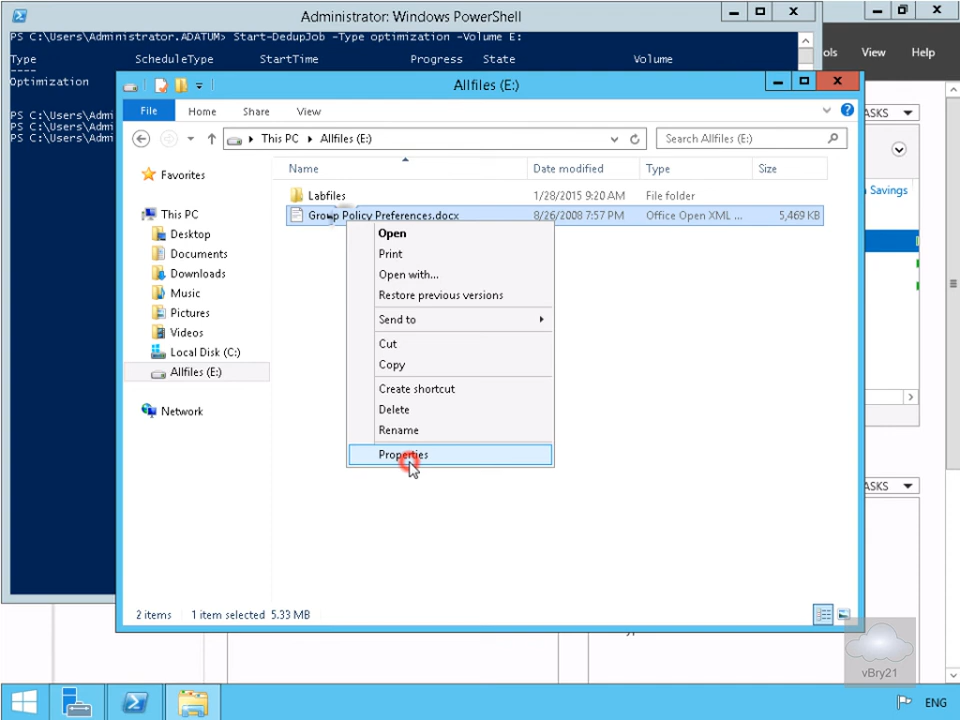 Administrator: Windows PowerShell
PS C:\Users\Administrator.ADATUM> Start-DedupJob -Type optimization -Volume E:
Type ScheduleType StartTime Progress State Volume
----
Optimization
PS C:\Users\Admi
PS C:\Users\Admi
PS C:\Users\Admi
ols View Help
ASKS
Savings
ASKS
Allfiles (E:)
File Home Share View
This PC Allfiles (E:) Search Allfiles (E:)
Name Date modified Type Size
Favorites
This PC
Desktop
Documents
Downloads
Music
Pictures
Videos
Local Disk (C:)
Allfiles (E:)
Network
Labfiles 1/28/2015 9:20 AM File folder
Group Policy Preferences.docx 8/26/2008 7:57 PM Office Open XML ... 5,469 KB
Open
Print
Open with...
Restore previous versions
Send to
Cut
Copy
Create shortcut
Delete
Rename
Properties
2 items 1 item selected 5.33 MB
vBry21
ENG